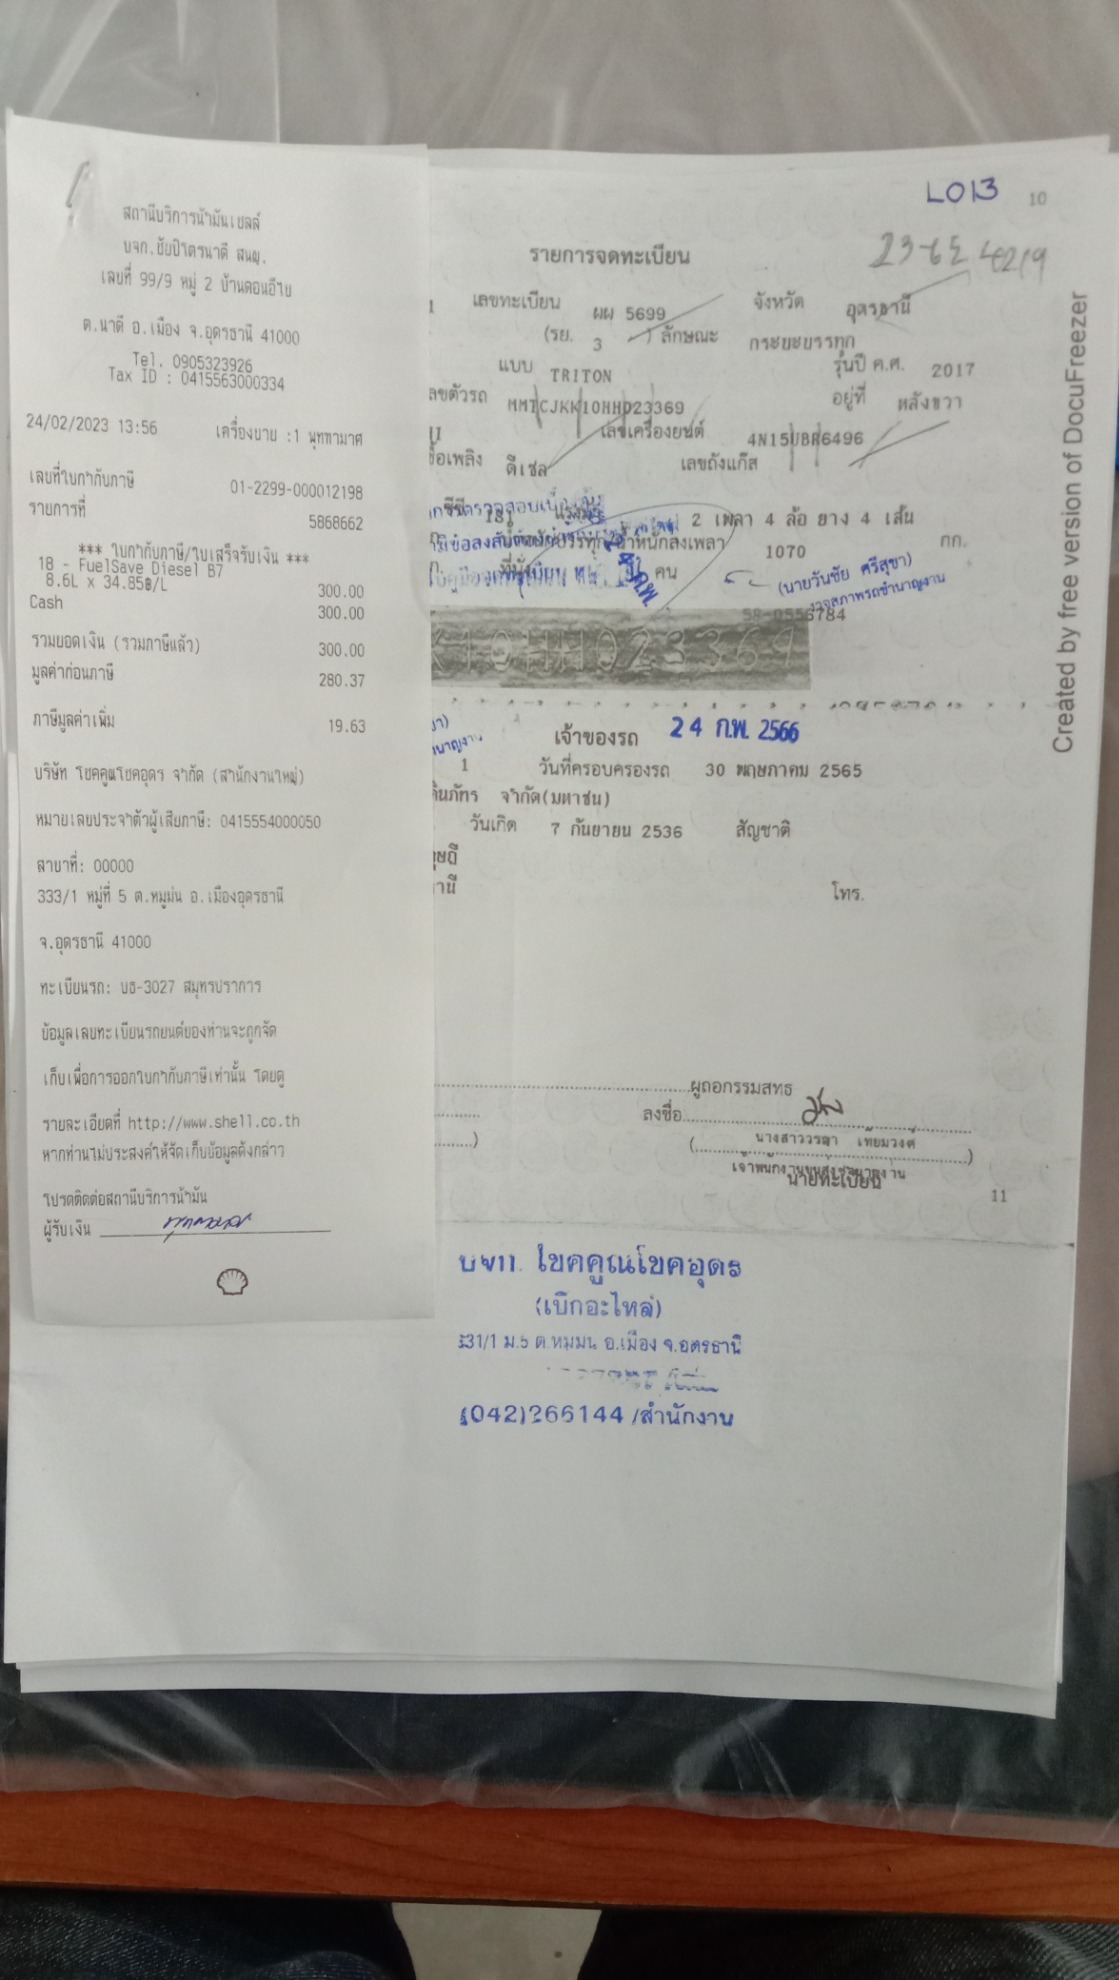 สถานีบริการน้ำมันเชลล์
บจก.ชัยปิโตรนาดี สนญ.
เลขที่ 99/9 หมู่ 2 บ้านดอนอีไข
ต.นาดี อ.เมือง จ.อุดรธานี 41000
Tel. 0905323926
Tax ID : 0415563000334
24/02/2023 13:56 เครื่องขาย :1 พุททามาศ
เลขที่ใบกำกับภาษี 01-2299-000012198
รายการที่ 5868662
*** ใบกำกับภาษี/ใบเสร็จรับเงิน ***
18 - FuelSave Diesel B7
8.6L x 34.85฿/L 300.00
Cash 300.00
รวมยอดเงิน (รวมภาษีแล้ว) 300.00
มูลค่าก่อนภาษี 280.37
ภาษีมูลค่าเพิ่ม 19.63
บริษัท โชคคูณโชคอุดร จำกัด (สำนักงานใหญ่)
หมายเลขประจำตัวผู้เสียภาษี: 0415554000050
สาขาที่: 00000
333/1 หมู่ที่ 5 ต.หมูม่น อ.เมืองอุดรธานี
จ.อุดรธานี 41000
ทะเบียนรถ: บธ-3027 สมุทรปราการ
ข้อมูลเลขทะเบียนรถยนต์ของท่านจะถูกจัด
เก็บเพื่อการออกใบกำกับภาษีเท่านั้น โดยดู
รายละเอียดที่ http://www.shell.co.th
หากท่านไม่ประสงค์ให้จัดเก็บข้อมูลดังกล่าว
โปรดติดต่อสถานีบริการน้ำมัน
ผู้รับเงิน
LO13 10
รายการจดทะเบียน
เลขทะเบียน ผผ 5699 จังหวัด อุดรธานี
(รย. 3 ) ลักษณะ กระบะบรรทุก
แบบ TRITON รุ่นปี ค.ศ. 2017
ลขตัวรถ MMTCJKK10HHD23369 อยู่ที่ หลังขวา
เลขเครื่องยนต์ 4N15UBR6496
ชื้อเพลิง ดีเซล เลขถังแก๊ส
2 เพลา 4 ล้อ ยาง 4 เส้น
น้ำหนักลงเพลา 1070 กก.
ที่นั่ง คน
(นายวันชัย ศรีสุขา)
58-0556784
K10HH023369
เจ้าของรถ 24 ก.พ. 2566
1 วันที่ครอบครองรถ 30 พฤษภาคม 2565
จำกัด(มหาชน)
วันเกิด 7 กันยายน 2536 สัญชาติ
โทร.
ผู้ถือกรรมสิทธิ์
ลงชื่อ
นายทะเบียน
11
บจก. โชคคูณโชคอุดร
(เบิกอะไหล่)
331/1 ม.5 ต.หมูม่น อ.เมือง จ.อุดรธานี
(042)266144 /สำนักงาน
Created by free version of DocuFreezer